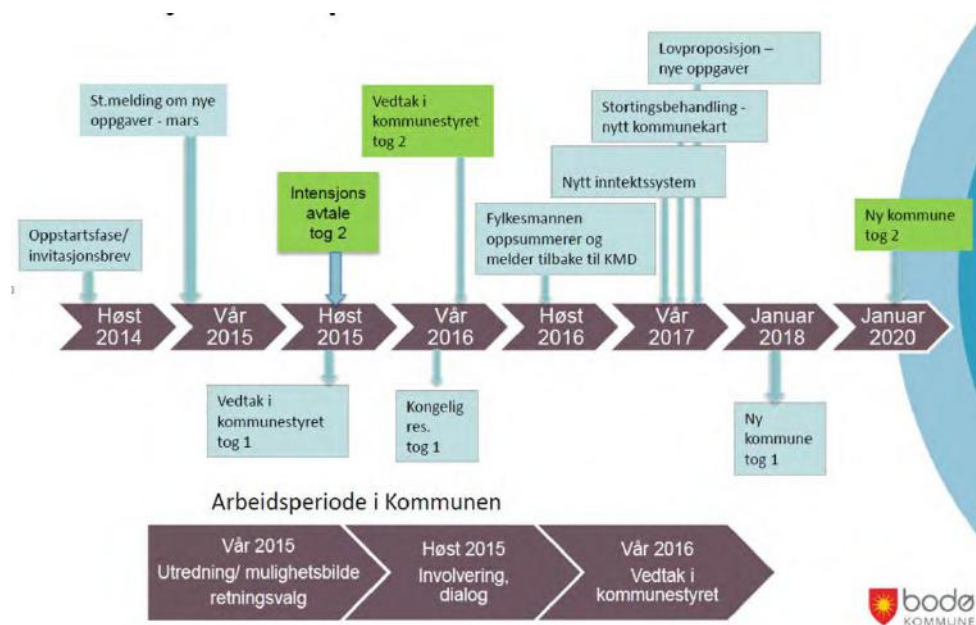 Lovproposisjon –
nye oppgaver
St.melding om nye
oppgaver - mars
Vedtak i
kommunestyret
tog 2
Stortingsbehandling -
nytt kommunekart
Nytt inntektssystem
Intensjons
avtale
tog 2
Oppstartsfase/
invitasjonsbrev
Fylkesmannen
oppsummerer og
melder tilbake til KMD
Ny kommune
tog 2
Høst
2014
Vår
2015
Høst
2015
Vår
2016
Høst
2016
Vår
2017
Januar
2018
Januar
2020
Vedtak i
kommunestyret
tog 1
Kongelig
res.
tog 1
Ny
kommune
tog 1
Arbeidsperiode i Kommunen
Vår 2015
Utredning/ mulighetsbilde
retningsvalg
Høst 2015
Involvering,
dialog
Vår 2016
Vedtak i
kommunestyret
KOMMUNE